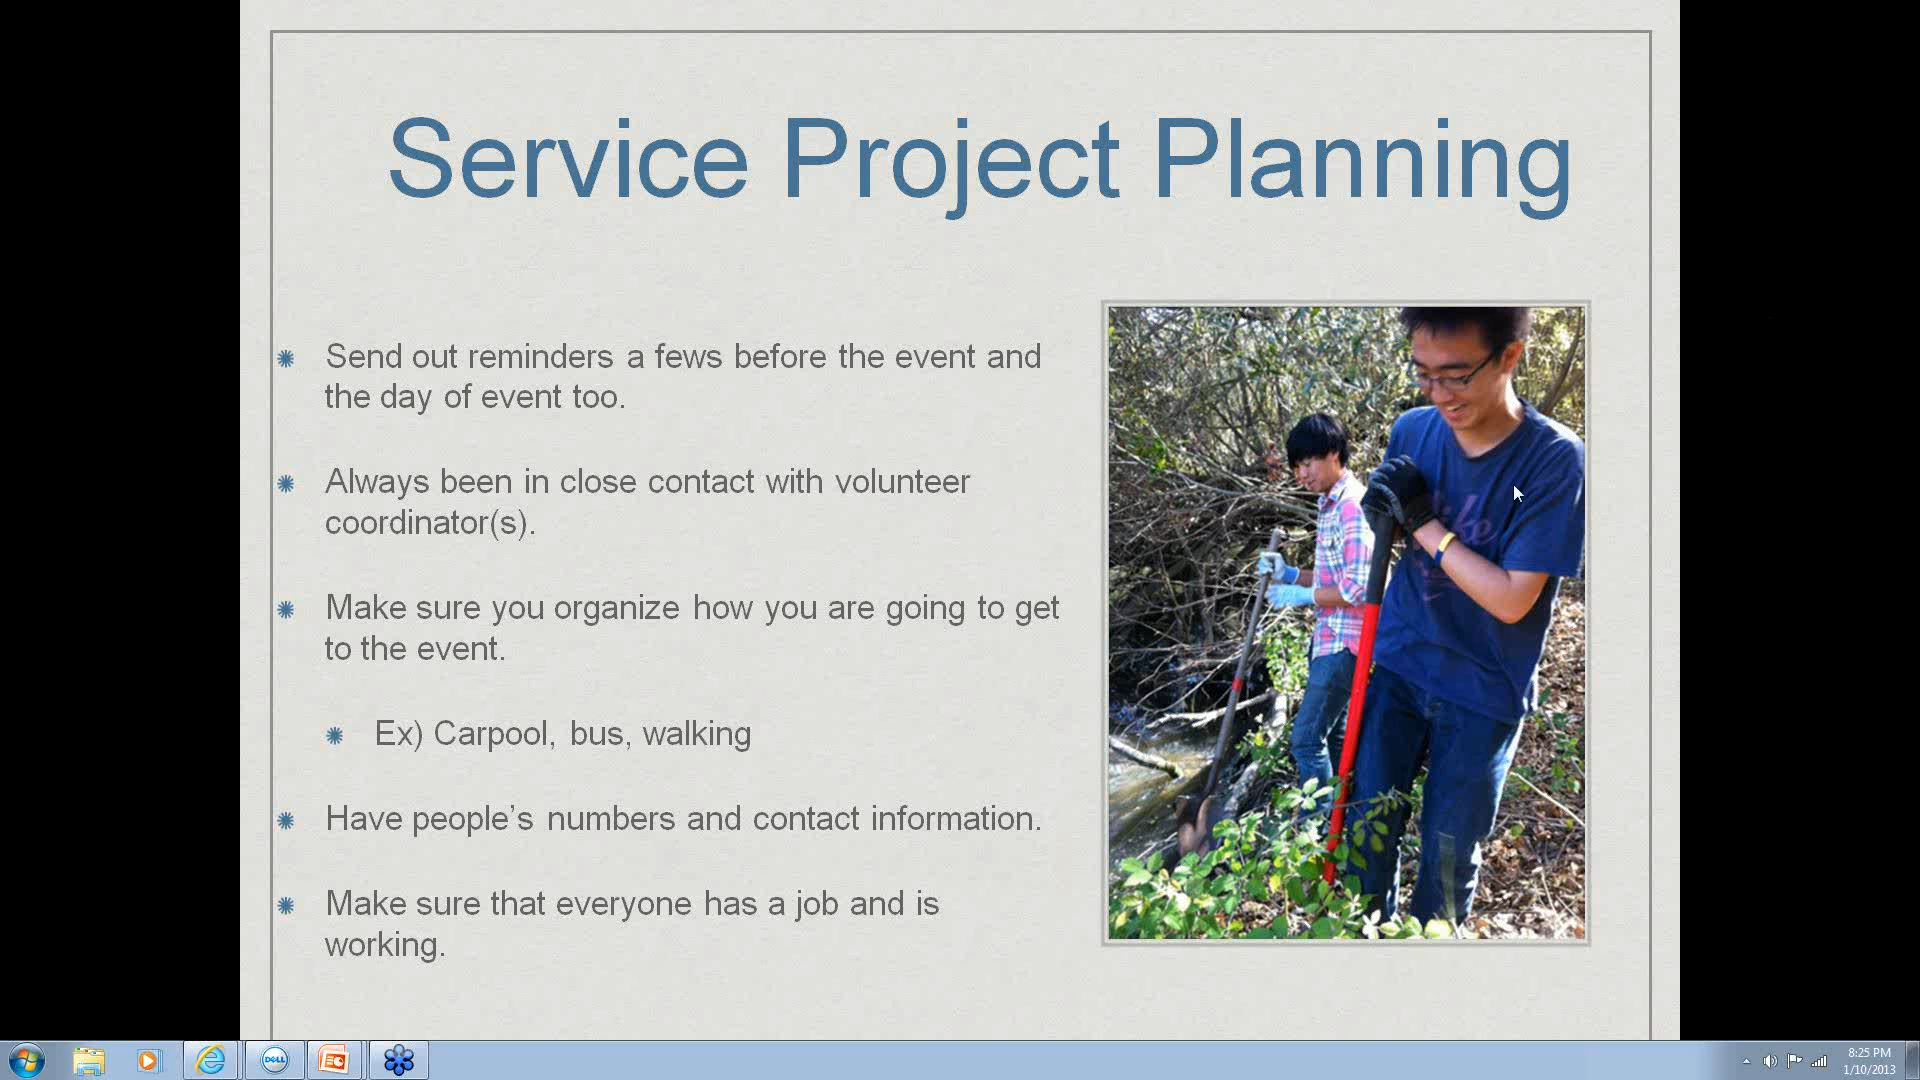 Service Project Planning
Send out reminders a fews before the event and
the day of event too.
Always been in close contact with volunteer
coordinator(s).
Make sure you organize how you are going to get
to the event.
Ex) Carpool, bus, walking
Have people’s numbers and contact information.
Make sure that everyone has a job and is
working.
Nike
DELL
8:25 PM
1/10/2013